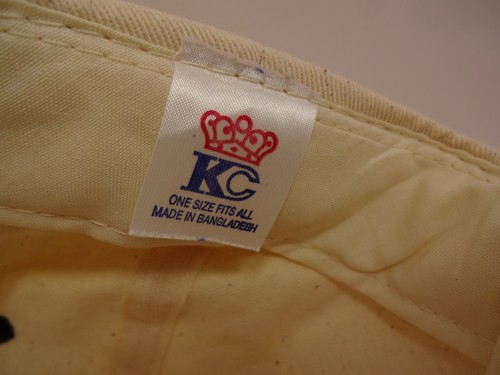 KC
ONE SIZE FITS ALL
MADE IN BANGLADESH